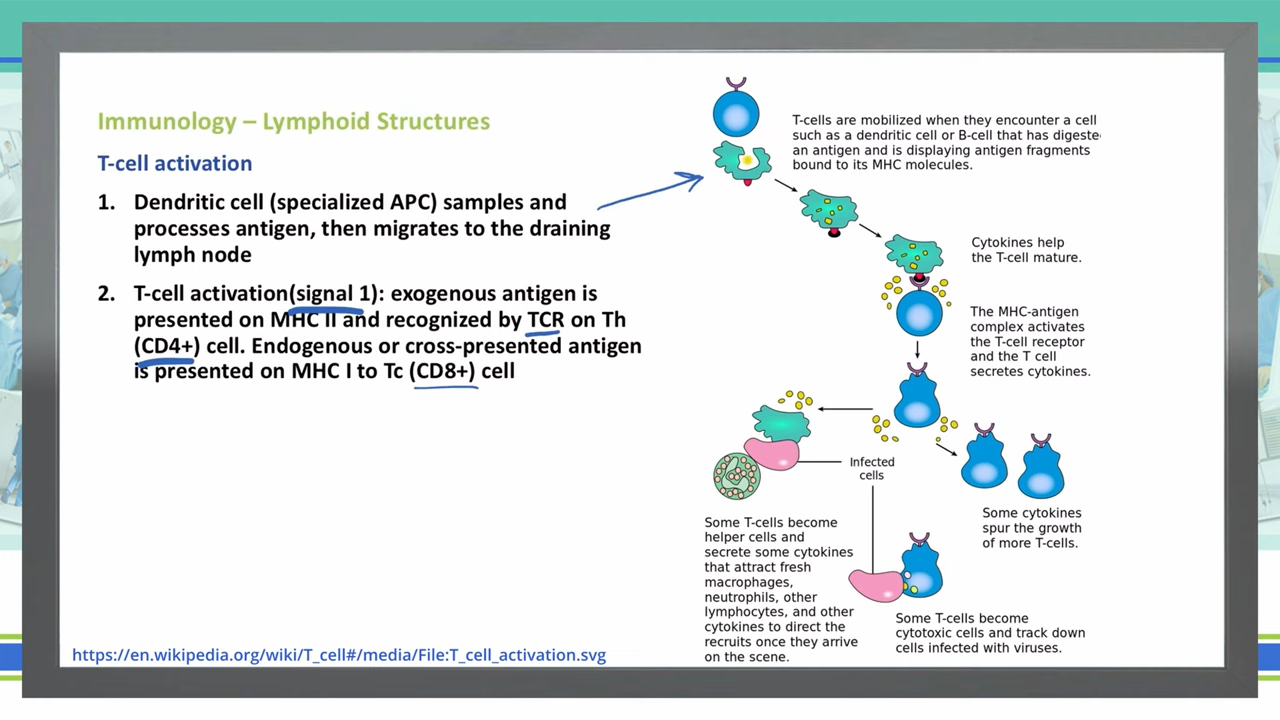 Immunology – Lymphoid Structures
T-cell activation
1. Dendritic cell (specialized APC) samples and
processes antigen, then migrates to the draining
lymph node
2. T-cell activation(signal 1): exogenous antigen is
presented on MHC II and recognized by TCR on Th
(CD4+) cell. Endogenous or cross-presented antigen
is presented on MHC I to Tc (CD8+) cell
https://en.wikipedia.org/wiki/T_cell#/media/File:T_cell_activation.svg
T-cells are mobilized when they encounter a cell
such as a dendritic cell or B-cell that has digeste
an antigen and is displaying antigen fragments
bound to its MHC molecules.
Cytokines help
the T-cell mature.
The MHC-antigen
complex activates
the T-cell receptor
and the T cell
secretes cytokines.
Infected
cells
Some cytokines
spur the growth
of more T-cells.
Some T-cells become
helper cells and
secrete some cytokines
that attract fresh
macrophages,
neutrophils, other
lymphocytes, and other
cytokines to direct the
recruits once they arrive
on the scene.
Some T-cells become
cytotoxic cells and track down
cells infected with viruses.